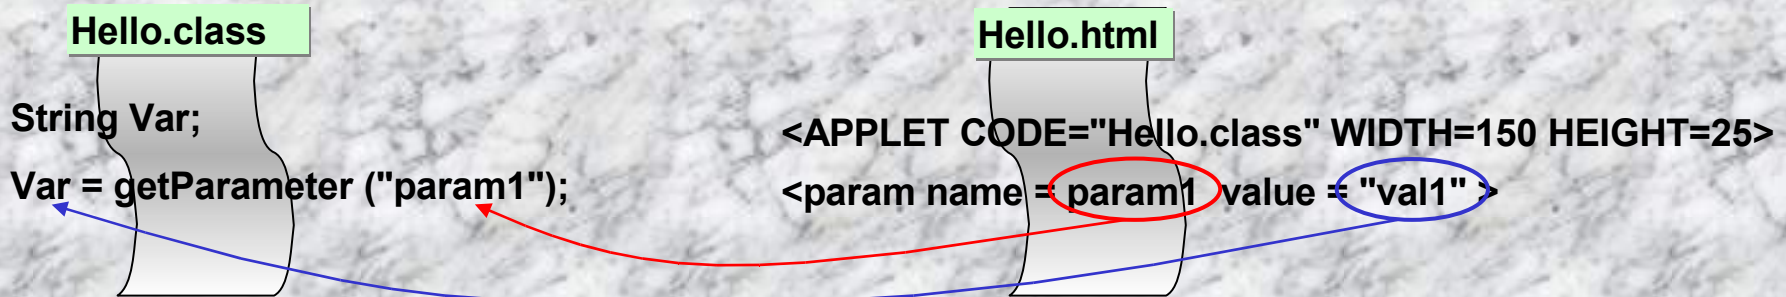 Hello.class
String Var;
Var = getParameter ("param1");
Hello.html
<APPLET CODE="Hello.class" WIDTH=150 HEIGHT=25>
<param name = param1 value = "val1" >